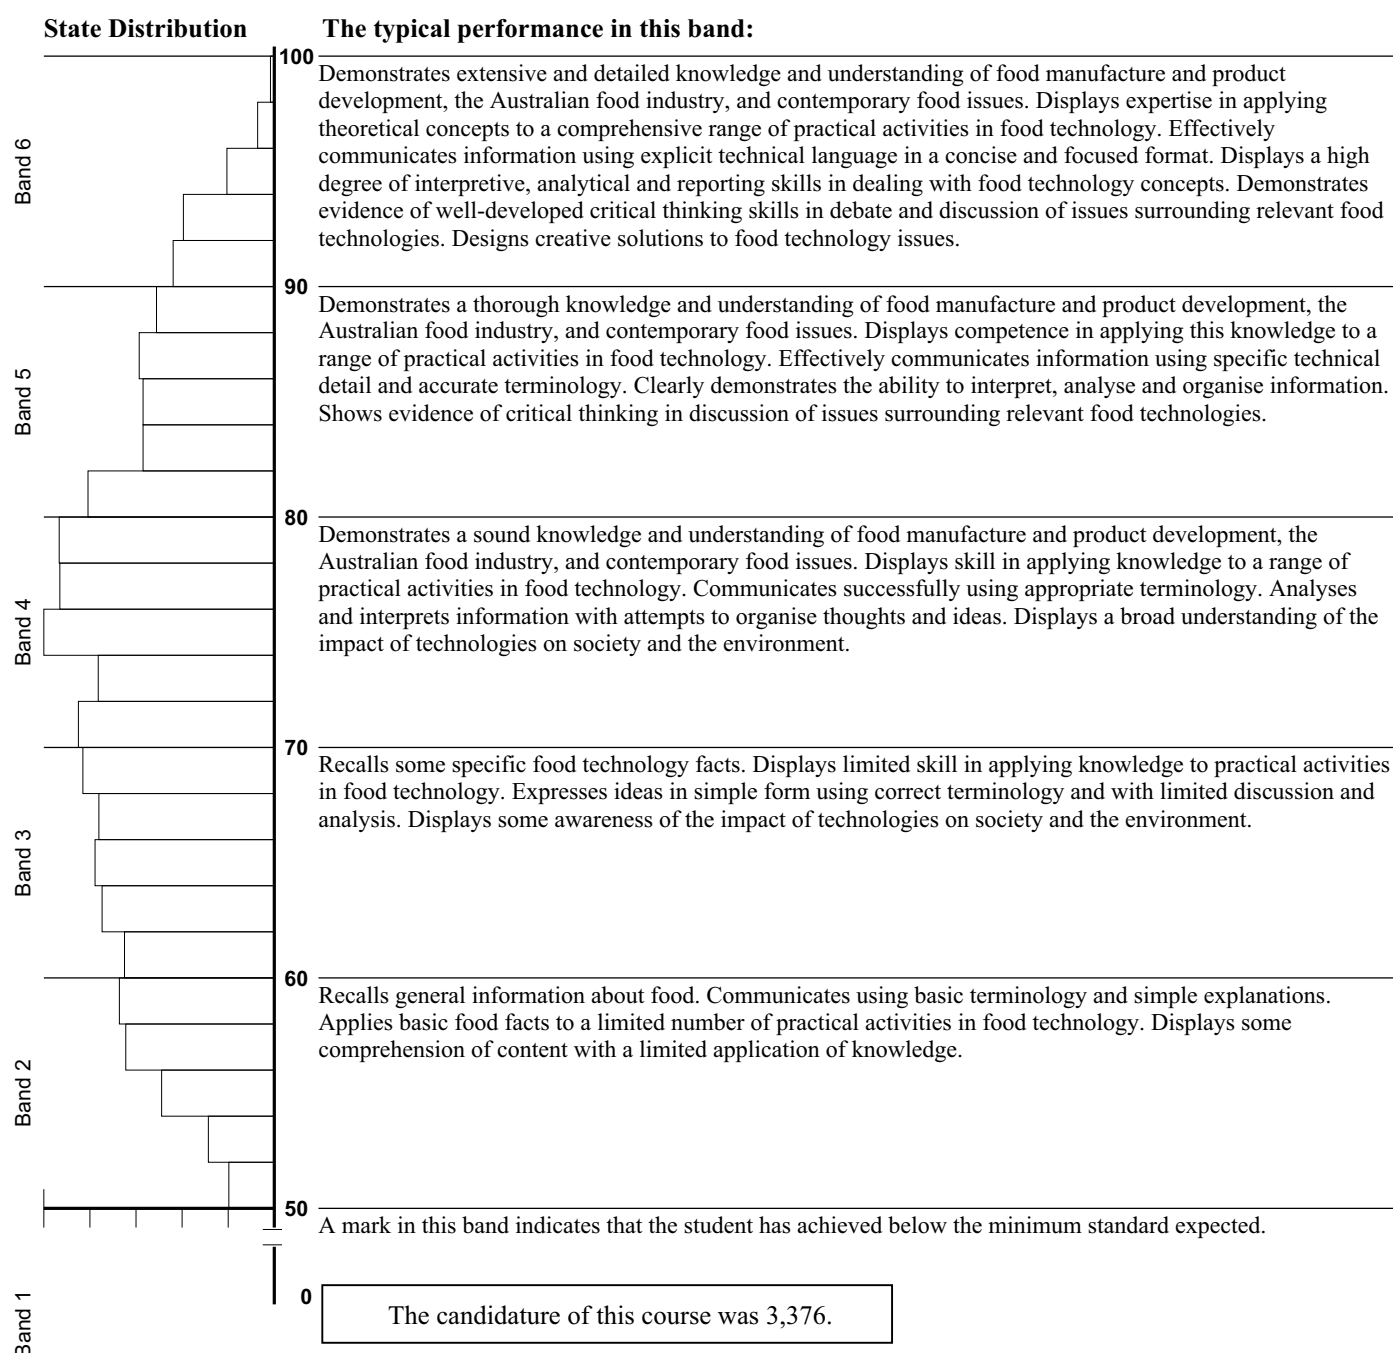 State Distribution
The typical performance in this band:
100
Band 6
Demonstrates extensive and detailed knowledge and understanding of food manufacture and product
development, the Australian food industry, and contemporary food issues. Displays expertise in applying
theoretical concepts to a comprehensive range of practical activities in food technology. Effectively
communicates information using explicit technical language in a concise and focused format. Displays a high
degree of interpretive, analytical and reporting skills in dealing with food technology concepts. Demonstrates
evidence of well-developed critical thinking skills in debate and discussion of issues surrounding relevant food
technologies. Designs creative solutions to food technology issues.
90
Band 5
Demonstrates a thorough knowledge and understanding of food manufacture and product development, the
Australian food industry, and contemporary food issues. Displays competence in applying this knowledge to a
range of practical activities in food technology. Effectively communicates information using specific technical
detail and accurate terminology. Clearly demonstrates the ability to interpret, analyse and organise information.
Shows evidence of critical thinking in discussion of issues surrounding relevant food technologies.
80
Band 4
Demonstrates a sound knowledge and understanding of food manufacture and product development, the
Australian food industry, and contemporary food issues. Displays skill in applying knowledge to a range of
practical activities in food technology. Communicates successfully using appropriate terminology. Analyses
and interprets information with attempts to organise thoughts and ideas. Displays a broad understanding of the
impact of technologies on society and the environment.
70
Band 3
Recalls some specific food technology facts. Displays limited skill in applying knowledge to practical activities
in food technology. Expresses ideas in simple form using correct terminology and with limited discussion and
analysis. Displays some awareness of the impact of technologies on society and the environment.
60
Band 2
Recalls general information about food. Communicates using basic terminology and simple explanations.
Applies basic food facts to a limited number of practical activities in food technology. Displays some
comprehension of content with a limited application of knowledge.
50
A mark in this band indicates that the student has achieved below the minimum standard expected.
0
Band 1
The candidature of this course was 3,376.